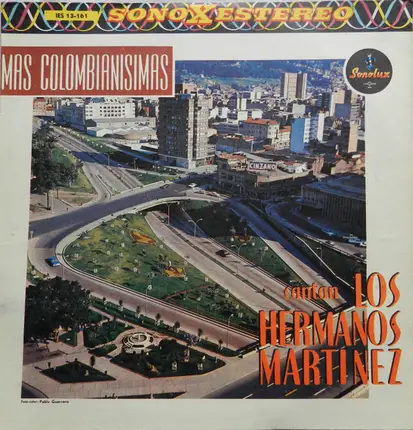 SONOXESTEREO
IES 13-161
MAS COLOMBIANISIMAS
Sonolux
CINZANO
cantan LOS
HERMANOS
MARTINEZ